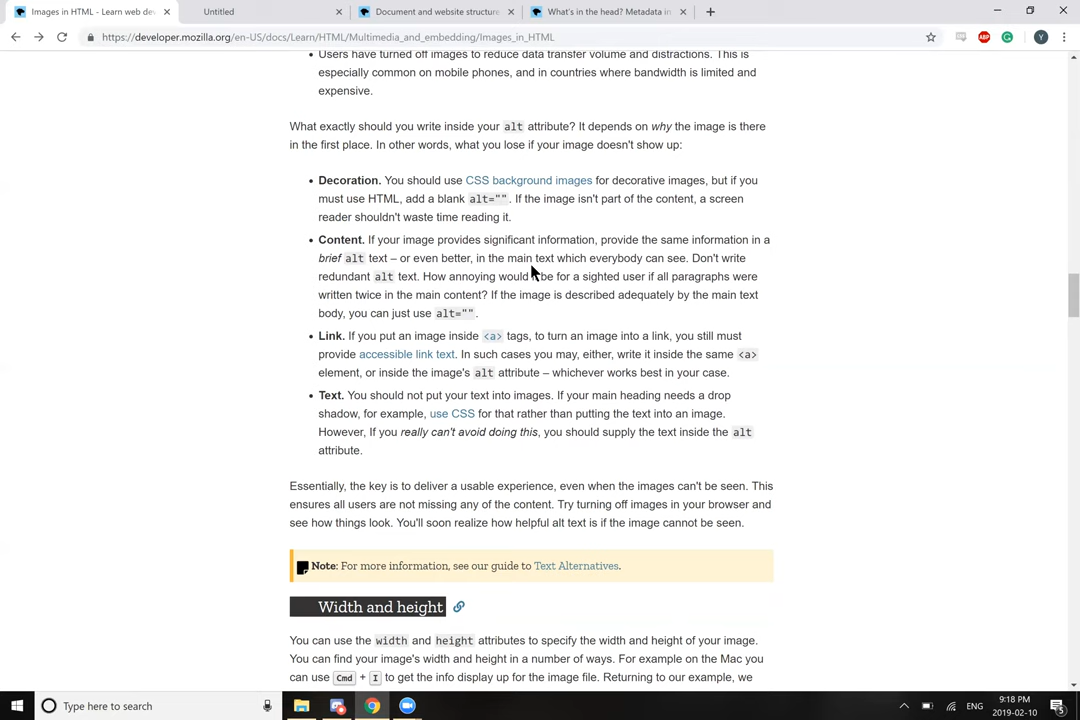 Images in HTML - Learn web dev
Untitled
Document and website structure
What's in the head? Metadata in
https://developer.mozilla.org/en-US/docs/Learn/HTML/Multimedia_and_embedding/Images_in_HTML
ABP
Y
Users have turned off images to reduce data transfer volume and distractions. This is
especially common on mobile phones, and in countries where bandwidth is limited and
expensive.
What exactly should you write inside your alt attribute? It depends on why the image is there
in the first place. In other words, what you lose if your image doesn't show up:
Decoration. You should use CSS background images for decorative images, but if you
must use HTML, add a blank alt="". If the image isn't part of the content, a screen
reader shouldn't waste time reading it.
Content. If your image provides significant information, provide the same information in a
brief alt text – or even better, in the main text which everybody can see. Don't write
redundant alt text. How annoying would be for a sighted user if all paragraphs were
written twice in the main content? If the image is described adequately by the main text
body, you can just use alt="".
Link. If you put an image inside <a> tags, to turn an image into a link, you still must
provide accessible link text. In such cases you may, either, write it inside the same <a>
element, or inside the image's alt attribute – whichever works best in your case.
Text. You should not put your text into images. If your main heading needs a drop
shadow, for example, use CSS for that rather than putting the text into an image.
However, If you really can't avoid doing this, you should supply the text inside the alt
attribute.
Essentially, the key is to deliver a usable experience, even when the images can't be seen. This
ensures all users are not missing any of the content. Try turning off images in your browser and
see how things look. You'll soon realize how helpful alt text is if the image cannot be seen.
Note: For more information, see our guide to Text Alternatives.
Width and height
You can use the width and height attributes to specify the width and height of your image.
You can find your image's width and height in a number of ways. For example on the Mac you
can use Cmd + I to get the info display up for the image file. Returning to our example, we
Type here to search
ENG
9:18 PM
2019-02-10
5